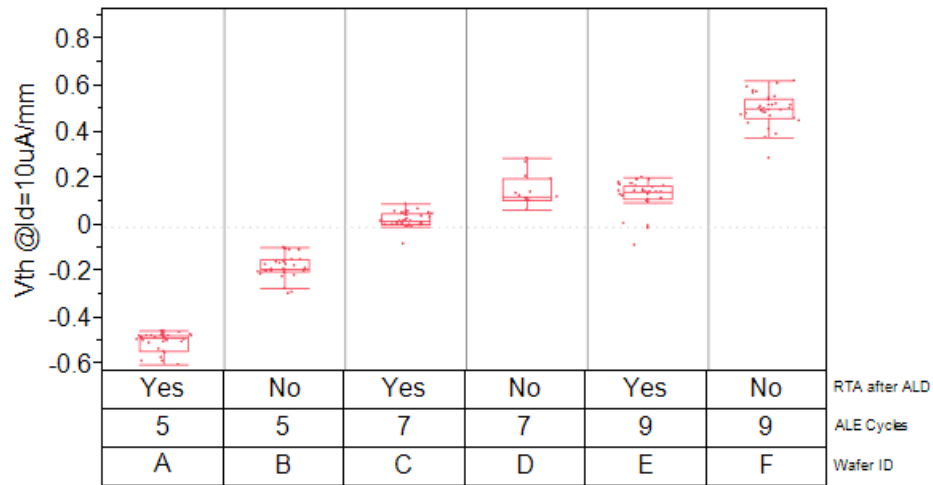 Vth @Id=10uA/mm
0.8
0.6
0.4
0.2
0
-0.2
-0.4
-0.6
Yes No Yes No Yes No RTA after ALD
5 5 7 7 9 9 ALE Cycles
A B C D E F Wafer ID